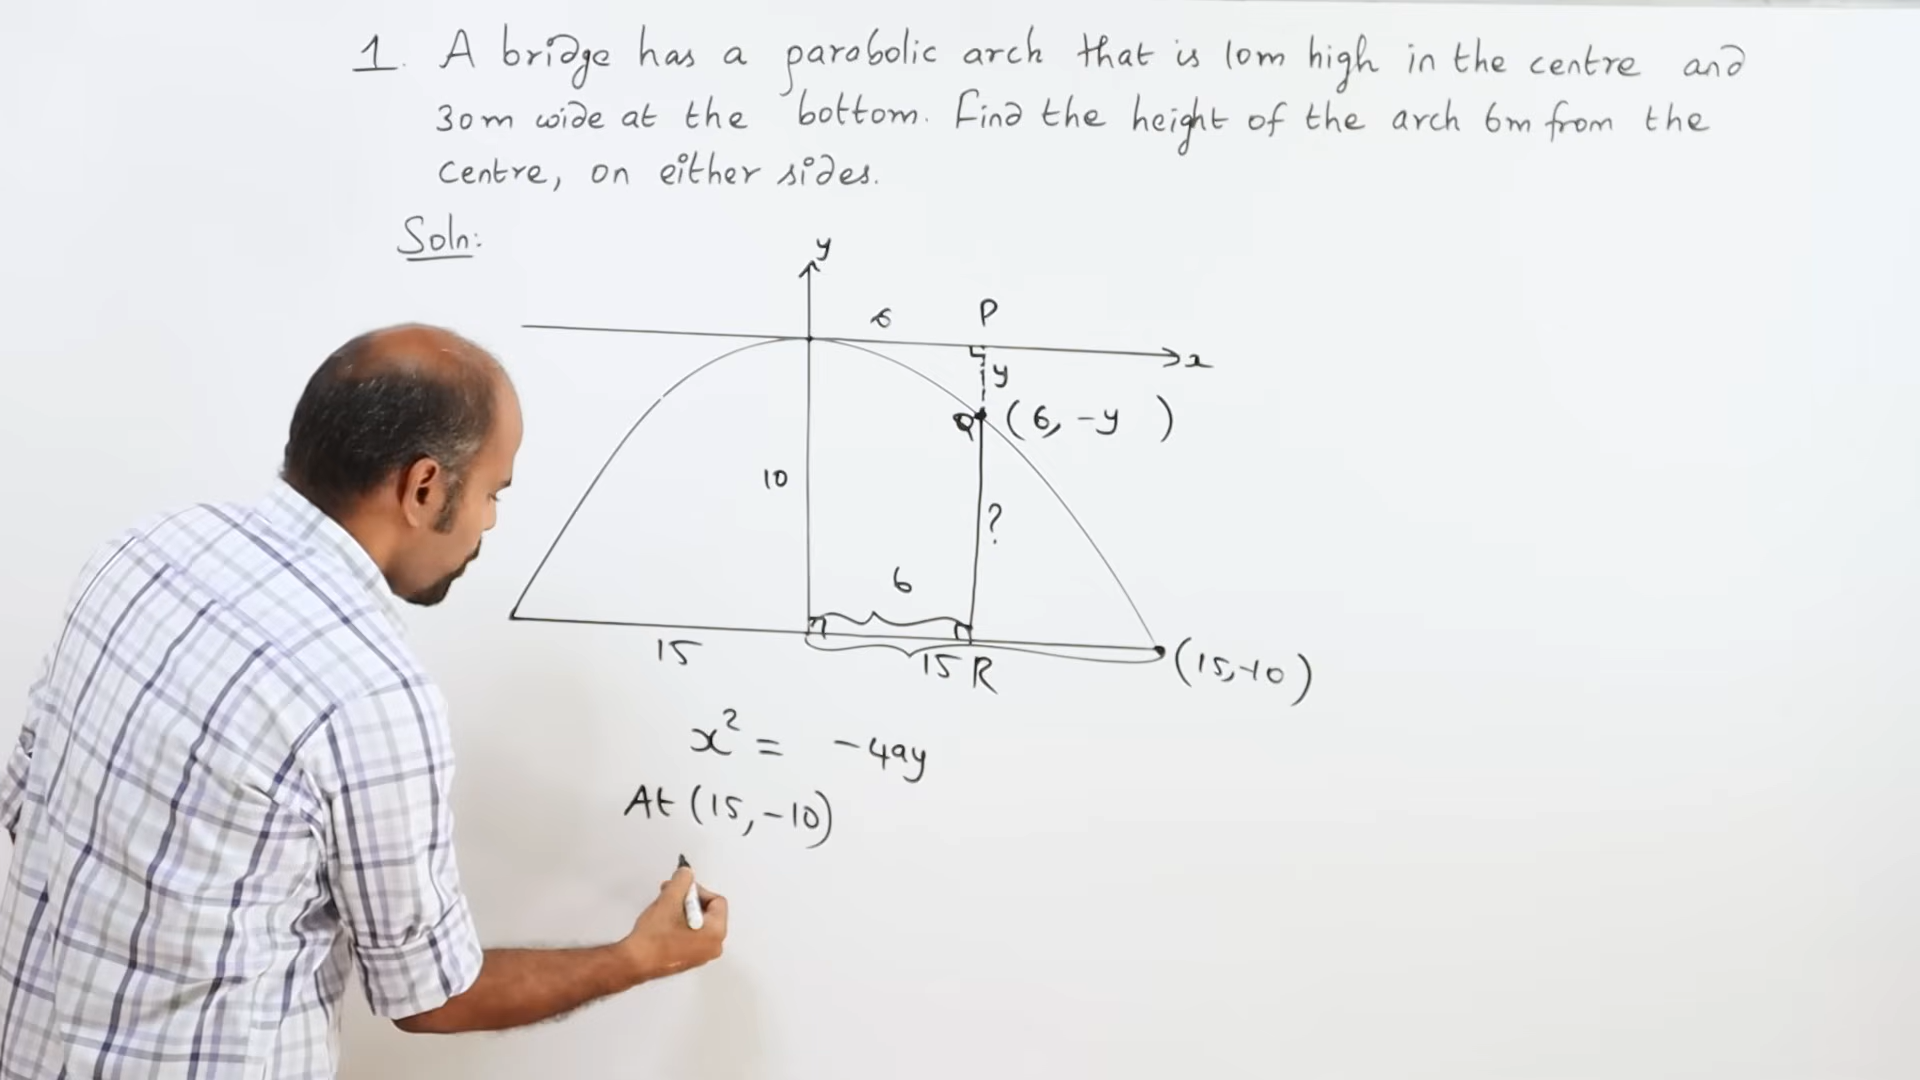 1. A bridge has a parabolic arch that is 10m high in the centre and
30m wide at the bottom. Find the height of the arch 6m from the
centre, on either sides.
Soln:
y
6 P
x
y
Q (6, -y )
10
?
6
15
15 R
(15,-10)
x² = -4ay
At (15, -10)